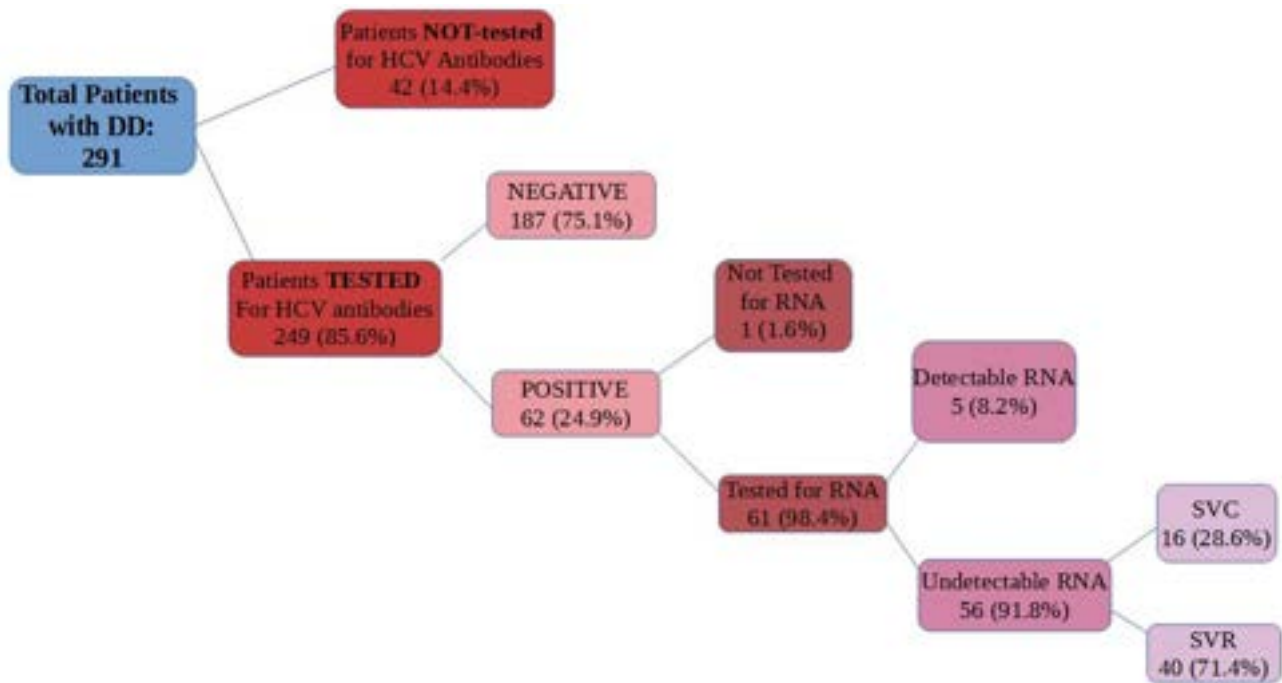 Total Patients
with DD:
291
Patients NOT-tested
for HCV Antibodies
42 (14.4%)
Patients TESTED
For HCV antibodies
249 (85.6%)
NEGATIVE
187 (75.1%)
POSITIVE
62 (24.9%)
Not Tested
for RNA
1 (1.6%)
Tested for RNA
61 (98.4%)
Detectable RNA
5 (8.2%)
Undetectable RNA
56 (91.8%)
SVC
16 (28.6%)
SVR
40 (71.4%)